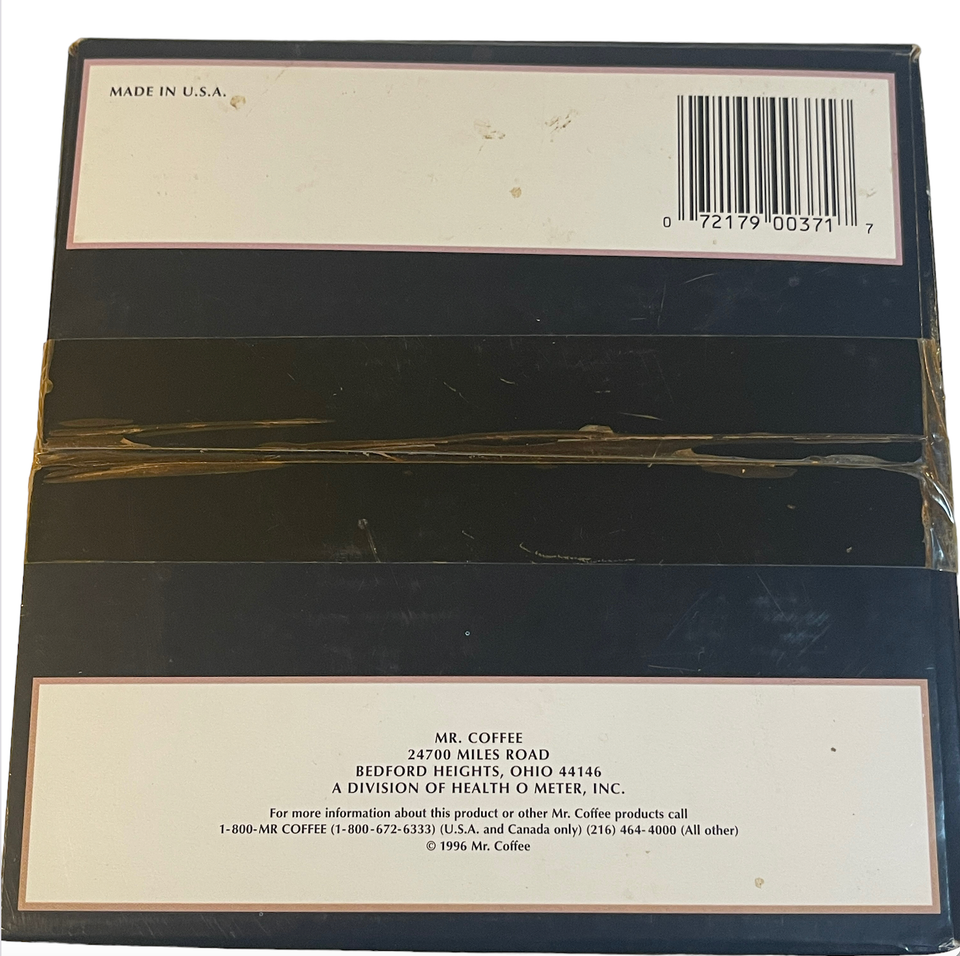 MADE IN U.S.A.
0 72179 00371 7
MR. COFFEE
24700 MILES ROAD
BEDFORD HEIGHTS, OHIO 44146
A DIVISION OF HEALTH O METER, INC.
For more information about this product or other Mr. Coffee products call
1-800-MR COFFEE (1-800-672-6333) (U.S.A. and Canada only) (216) 464-4000 (All other)
© 1996 Mr. Coffee